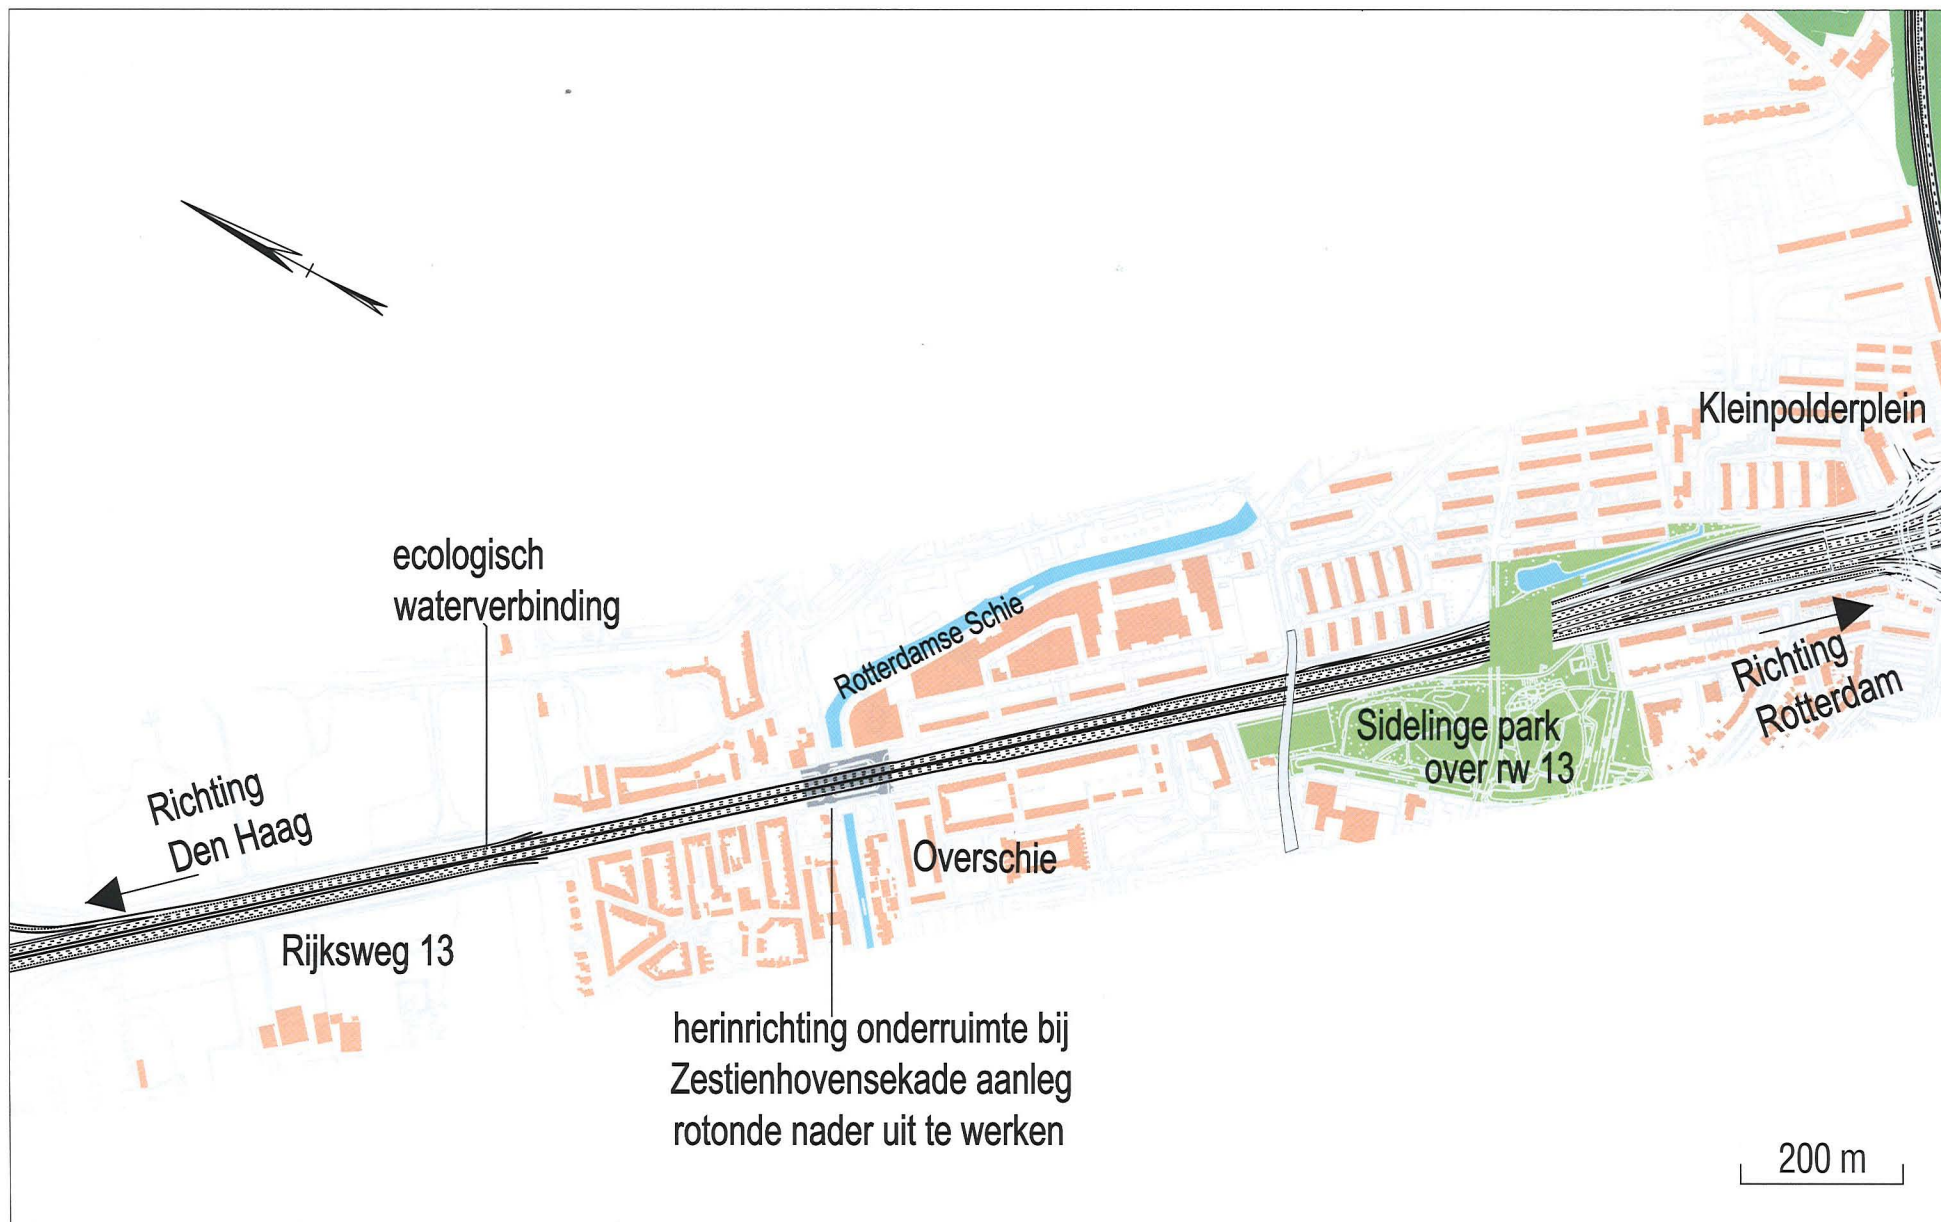 Kleinpolderplein
ecologisch
waterverbinding
Rotterdamse Schie
Richting
Rotterdam
Sidelinge park
over rw 13
Richting
Den Haag
Overschie
Rijksweg 13
herinrichting onderruimte bij
Zestienhovensekade aanleg
rotonde nader uit te werken
200 m